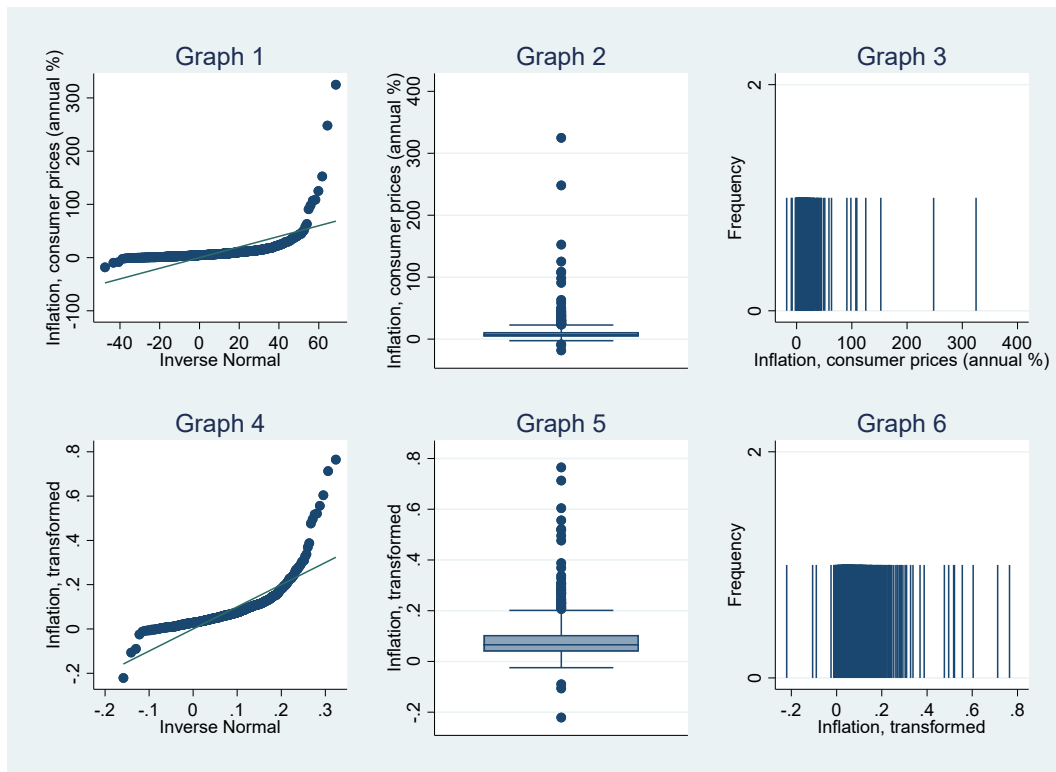 Graph 1
Inflation, consumer prices (annual %)
300
200
100
0
-100
-40 -20 0 20 40 60
Inverse Normal
Graph 2
Inflation, consumer prices (annual %)
400
300
200
100
0
Graph 3
Frequency
2
1
0
0 100 200 300 400
Inflation, consumer prices (annual %)
Graph 4
Inflation, transformed
.8
.6
.4
.2
0
-.2
-.2 -.1 0 .1 .2 .3
Inverse Normal
Graph 5
Inflation, transformed
.8
.6
.4
.2
0
-.2
Graph 6
Frequency
2
1
0
-.2 0 .2 .4 .6 .8
Inflation, transformed